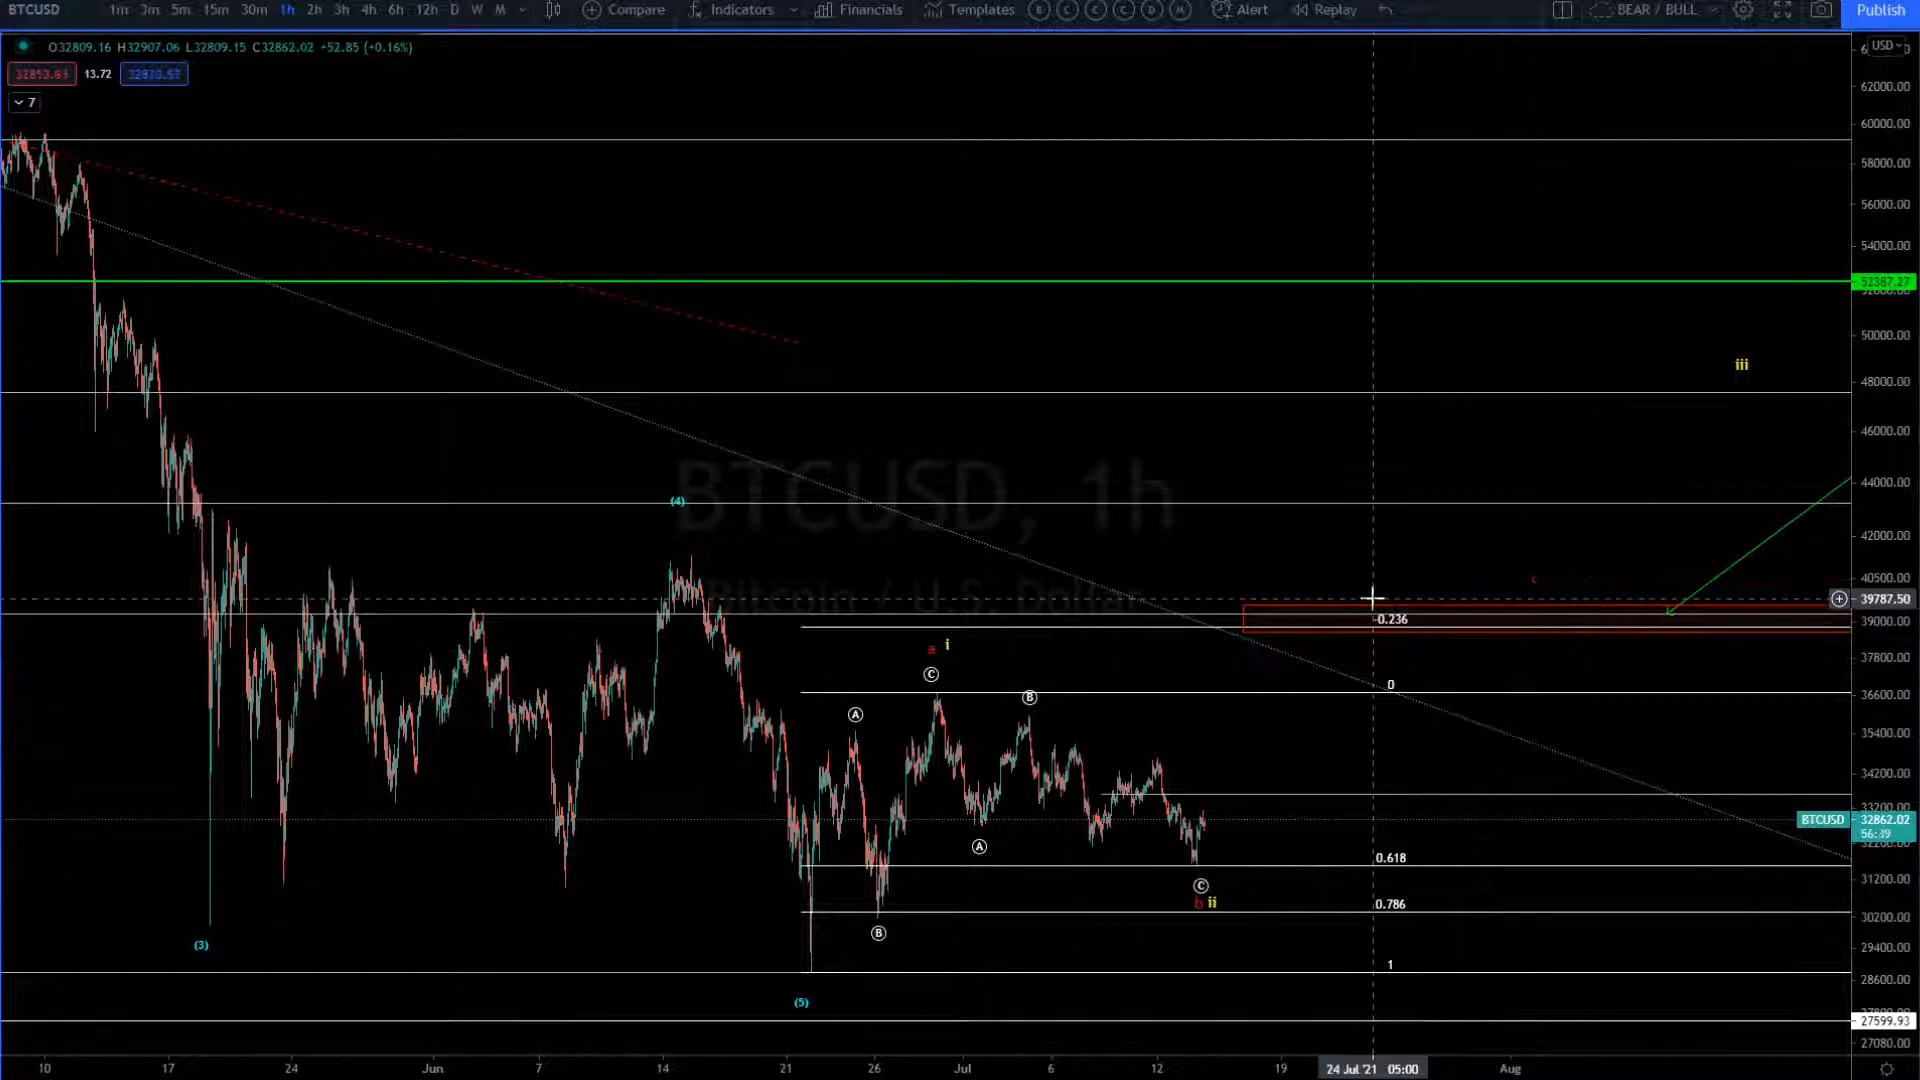 BTCUSD 1m 3m 5m 15m 30m 1h 2h 3h 4h 6h 12h D W M Compare Indicators Financials Templates E C C C D M Alert Replay BEAR / BULL Publish
O32809.16 H32907.06 L32809.15 C32862.02 +52.85 (+0.16%)
13.72
7
USD
62000.00
60000.00
58000.00
56000.00
54000.00
52387.27
50000.00
iii
48000.00
46000.00
BTCUSD, 1h
(4)
44000.00
42000.00
c
40500.00
Bitcoin / U.S. Dollar
39787.50
-0.236
39000.00
a i
37800.00
C
0
36600.00
B
A
35400.00
34200.00
33200.00
BTCUSD 32862.02
56:39
32200.00
A
0.618
31200.00
C
b ii
0.786
30200.00
B
(3)
29400.00
1
28600.00
(5)
27599.93
27080.00
10 17 24 Jun 7 14 21 26 Jul 6 12 19 24 Jul '21 05:00 Aug